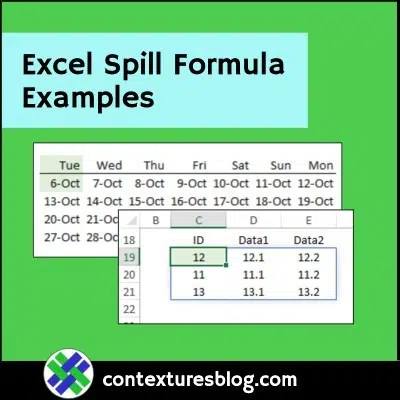 Excel Spill Formula
Examples
Tue Wed Thu Fri Sat Sun Mon
6-Oct 7-Oct 8-Oct 9-Oct 10-Oct 11-Oct 12-Oct
13-Oct 14-Oct 15-Oct 16-Oct 17-Oct 18-Oct 19-Oct
20-Oct 21-Oc
27-Oct 28-Oc
B C D E
18 ID Data1 Data2
19 12 12.1 12.2
20 11 11.1 11.2
21 13 13.1 13.2
22
contexturesblog.com